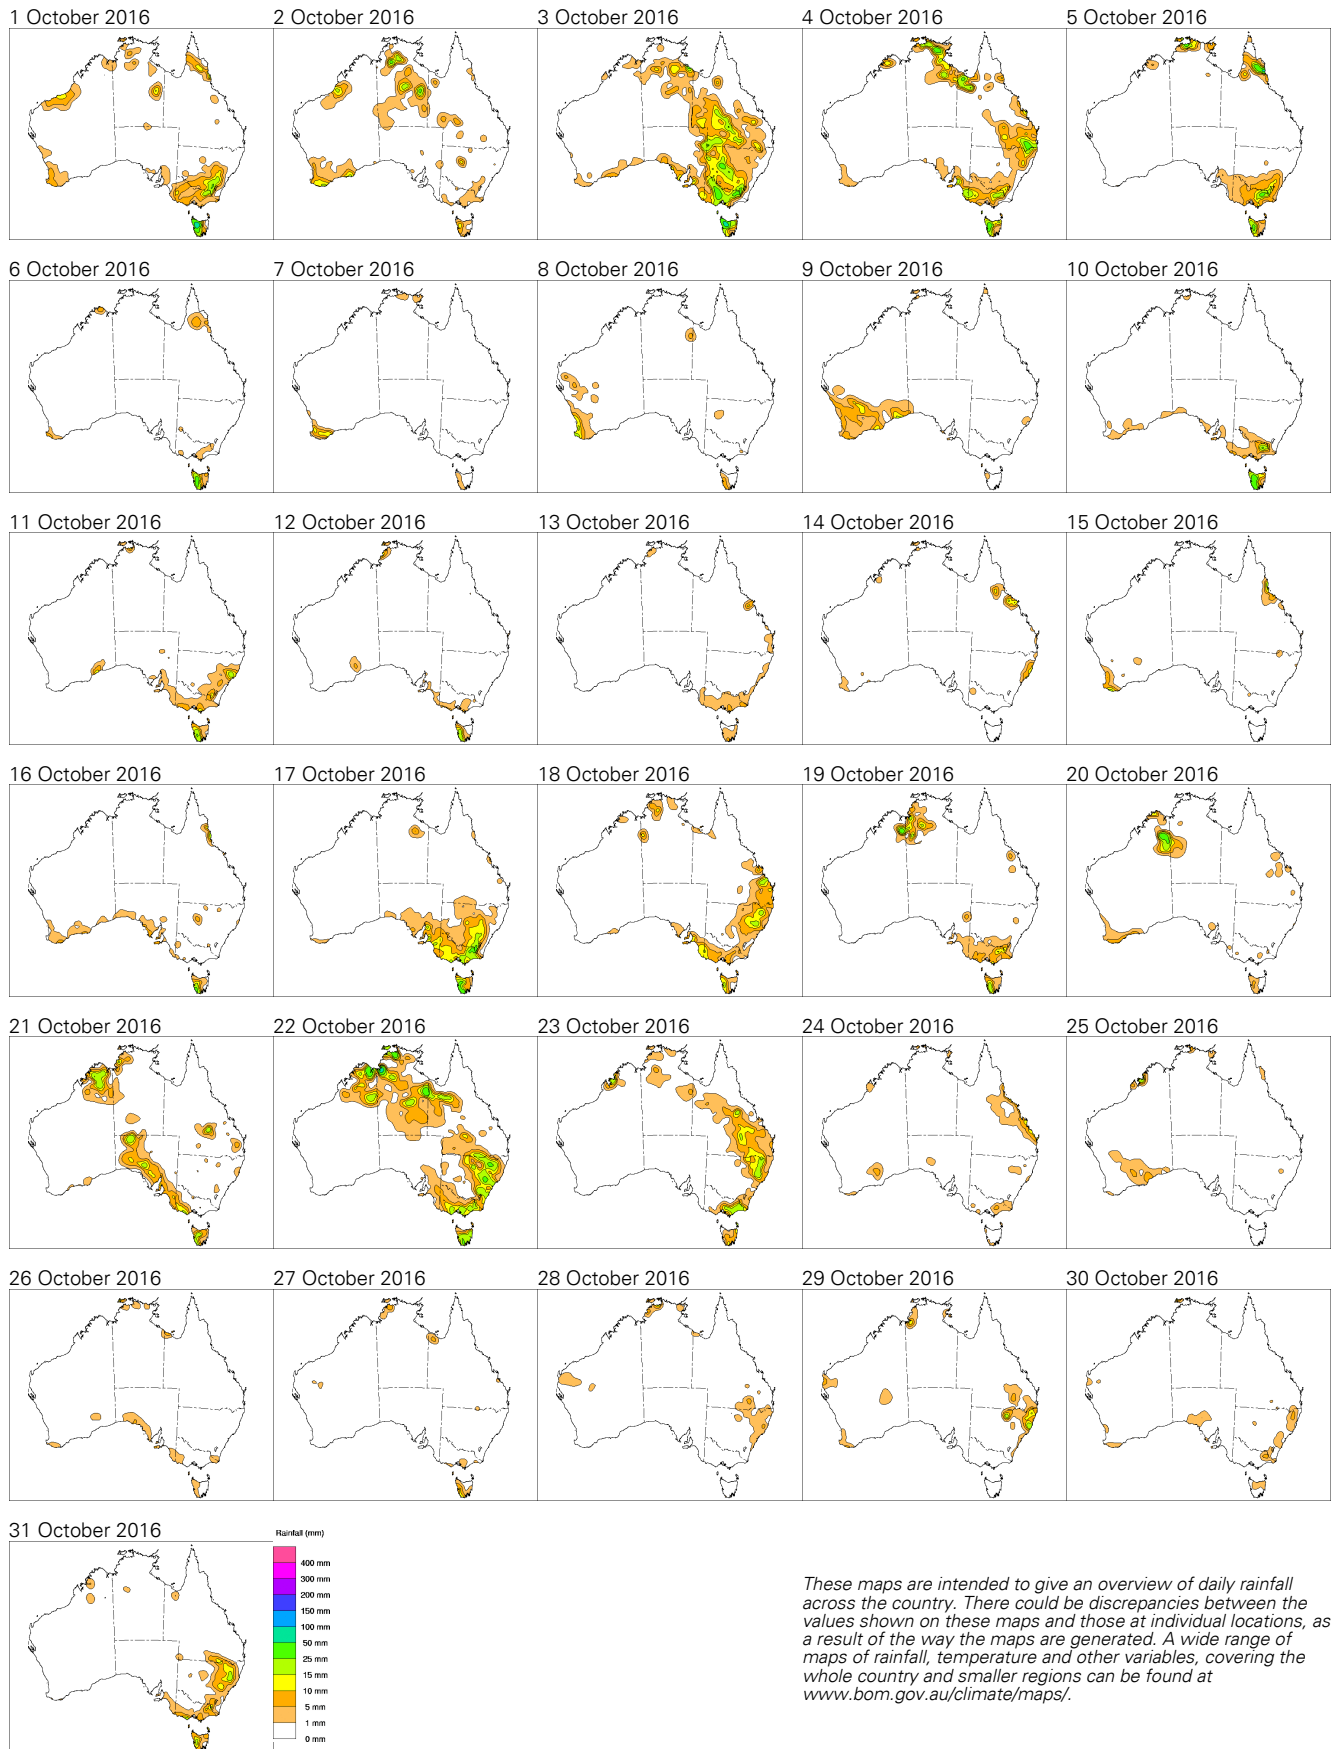 1 October 2016
2 October 2016
3 October 2016
4 October 2016
5 October 2016
6 October 2016
7 October 2016
8 October 2016
9 October 2016
10 October 2016
11 October 2016
12 October 2016
13 October 2016
14 October 2016
15 October 2016
16 October 2016
17 October 2016
18 October 2016
19 October 2016
20 October 2016
21 October 2016
22 October 2016
23 October 2016
24 October 2016
25 October 2016
26 October 2016
27 October 2016
28 October 2016
29 October 2016
30 October 2016
31 October 2016
Rainfall (mm)
400 mm
300 mm
200 mm
150 mm
100 mm
50 mm
25 mm
15 mm
10 mm
5 mm
1 mm
0 mm
These maps are intended to give an overview of daily rainfall
across the country. There could be discrepancies between the
values shown on these maps and those at individual locations, as
a result of the way the maps are generated. A wide range of
maps of rainfall, temperature and other variables, covering the
whole country and smaller regions can be found at
www.bom.gov.au/climate/maps/.